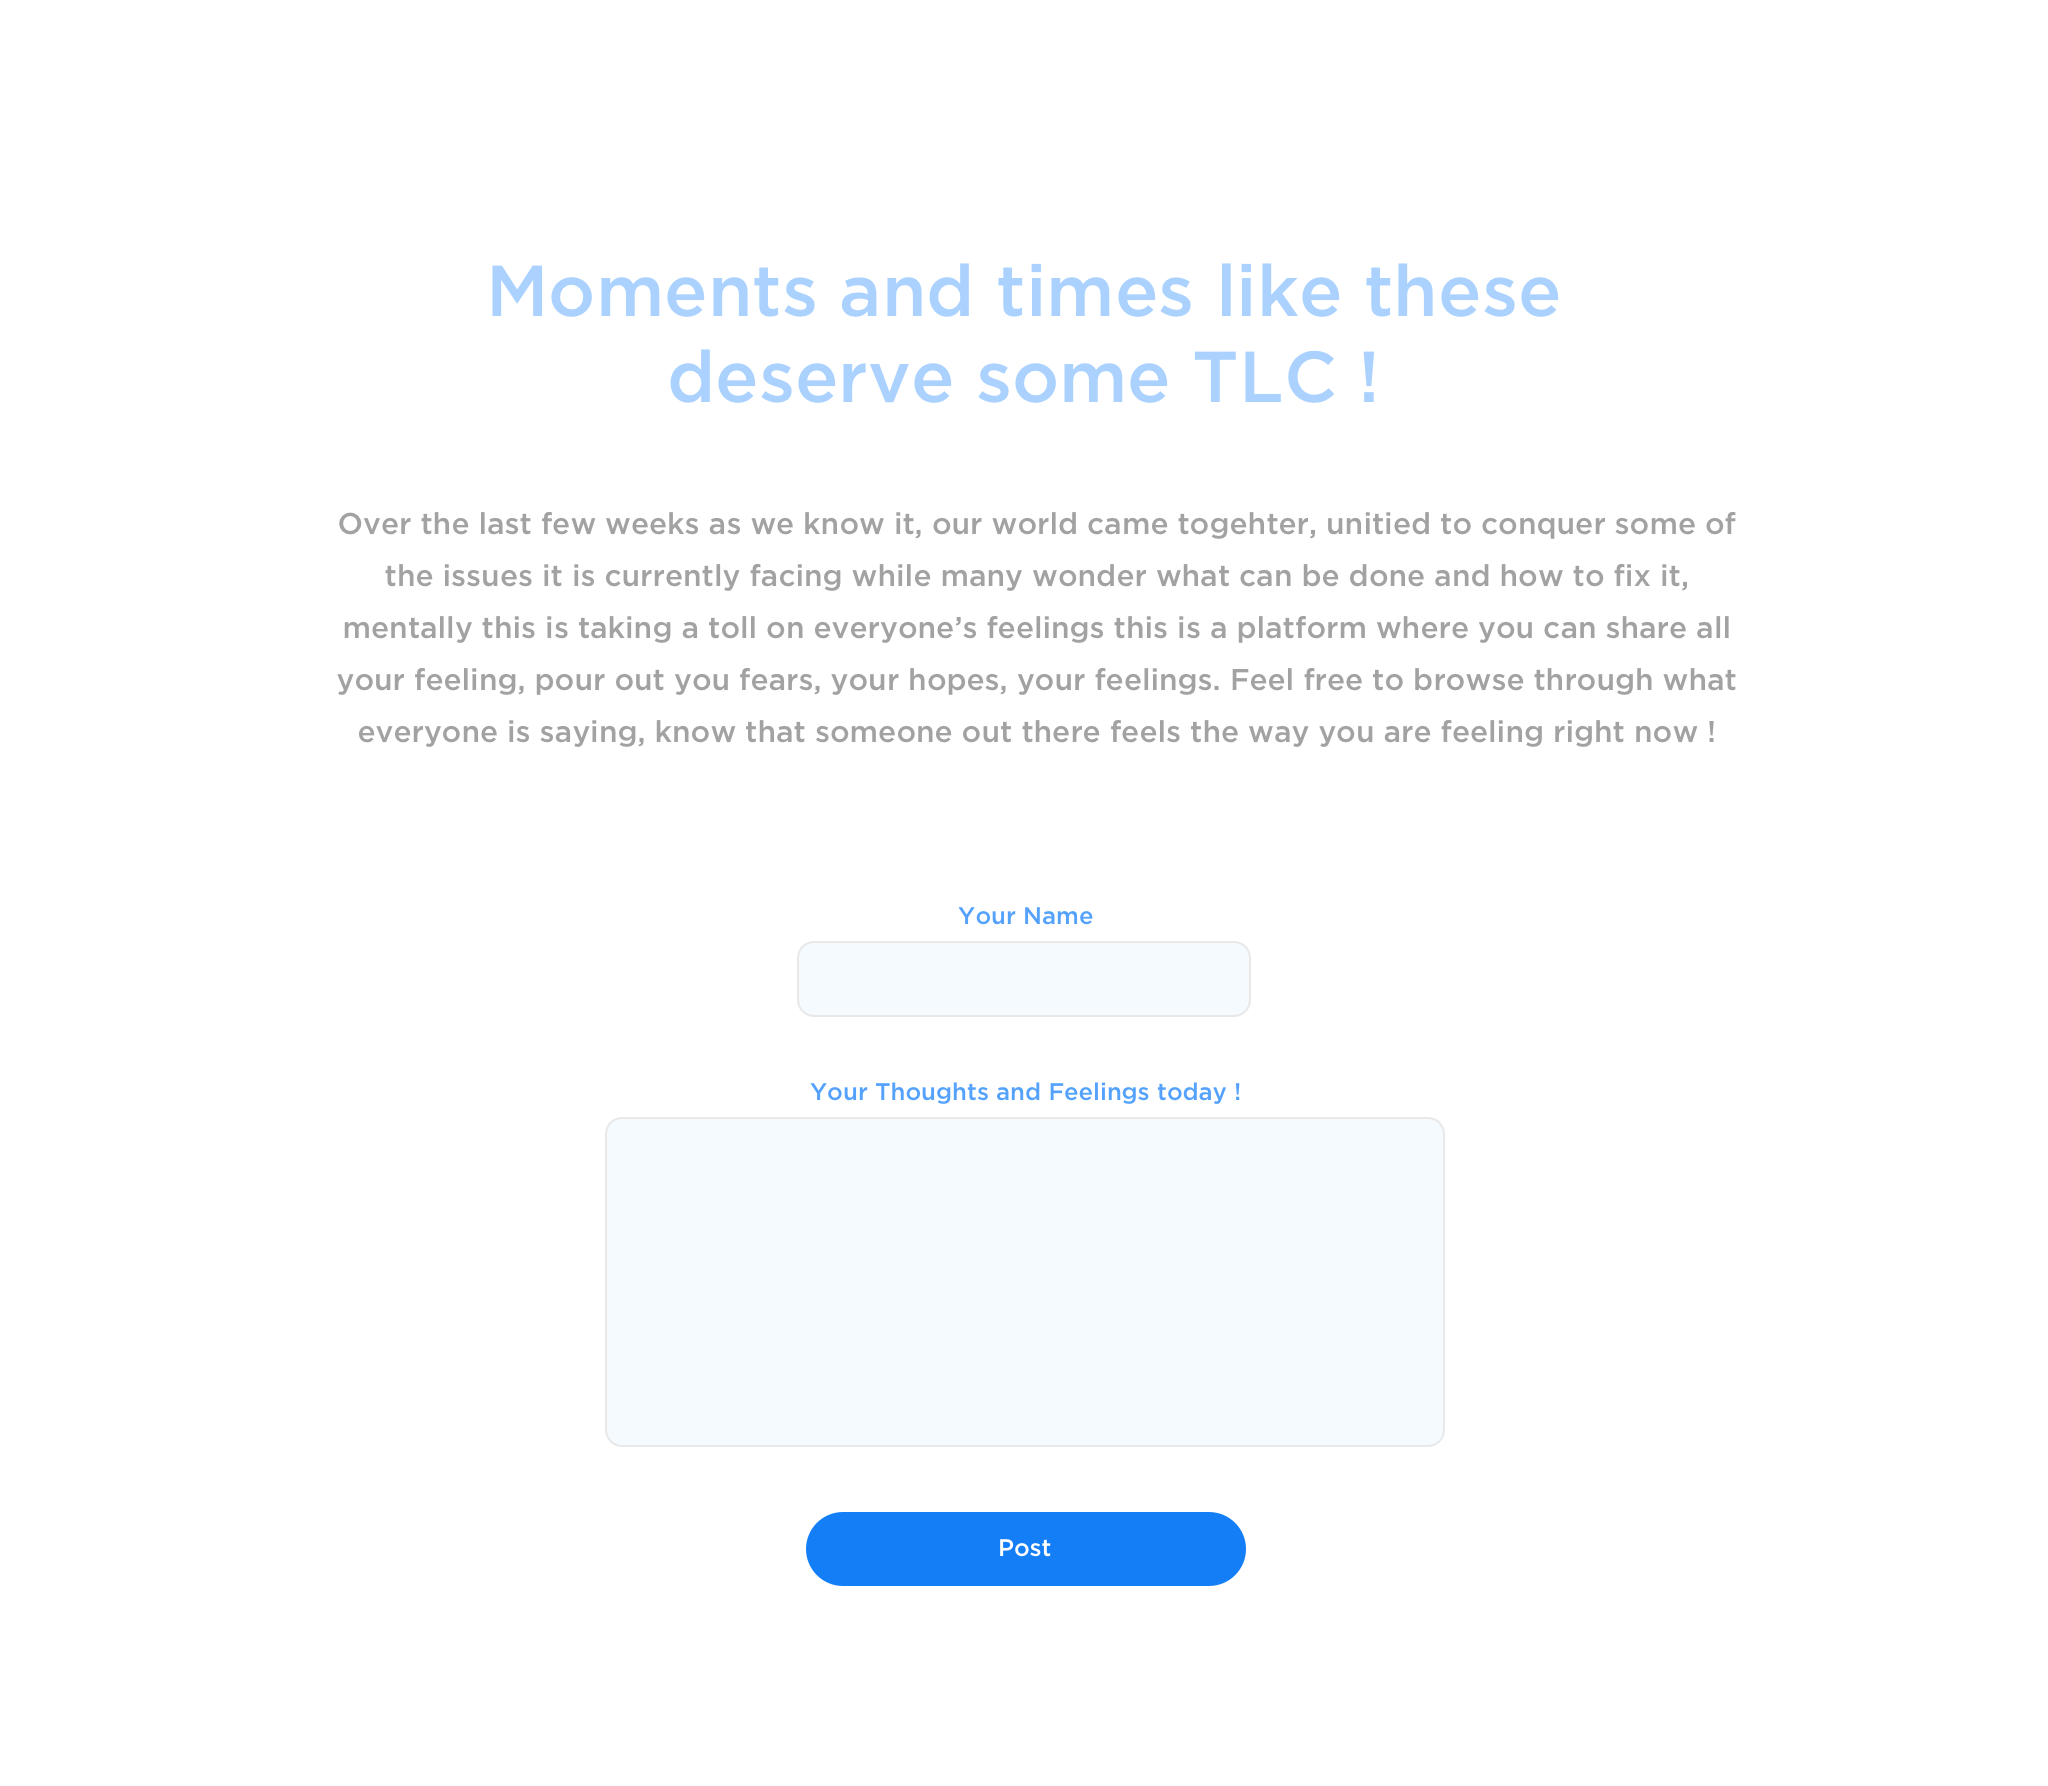 Moments and times like these
deserve some TLC !
Over the last few weeks as we know it, our world came togehter, unitied to conquer some of
the issues it is currently facing while many wonder what can be done and how to fix it,
mentally this is taking a toll on everyone’s feelings this is a platform where you can share all
your feeling, pour out you fears, your hopes, your feelings. Feel free to browse through what
everyone is saying, know that someone out there feels the way you are feeling right now !
Your Name
Your Thoughts and Feelings today !
Post